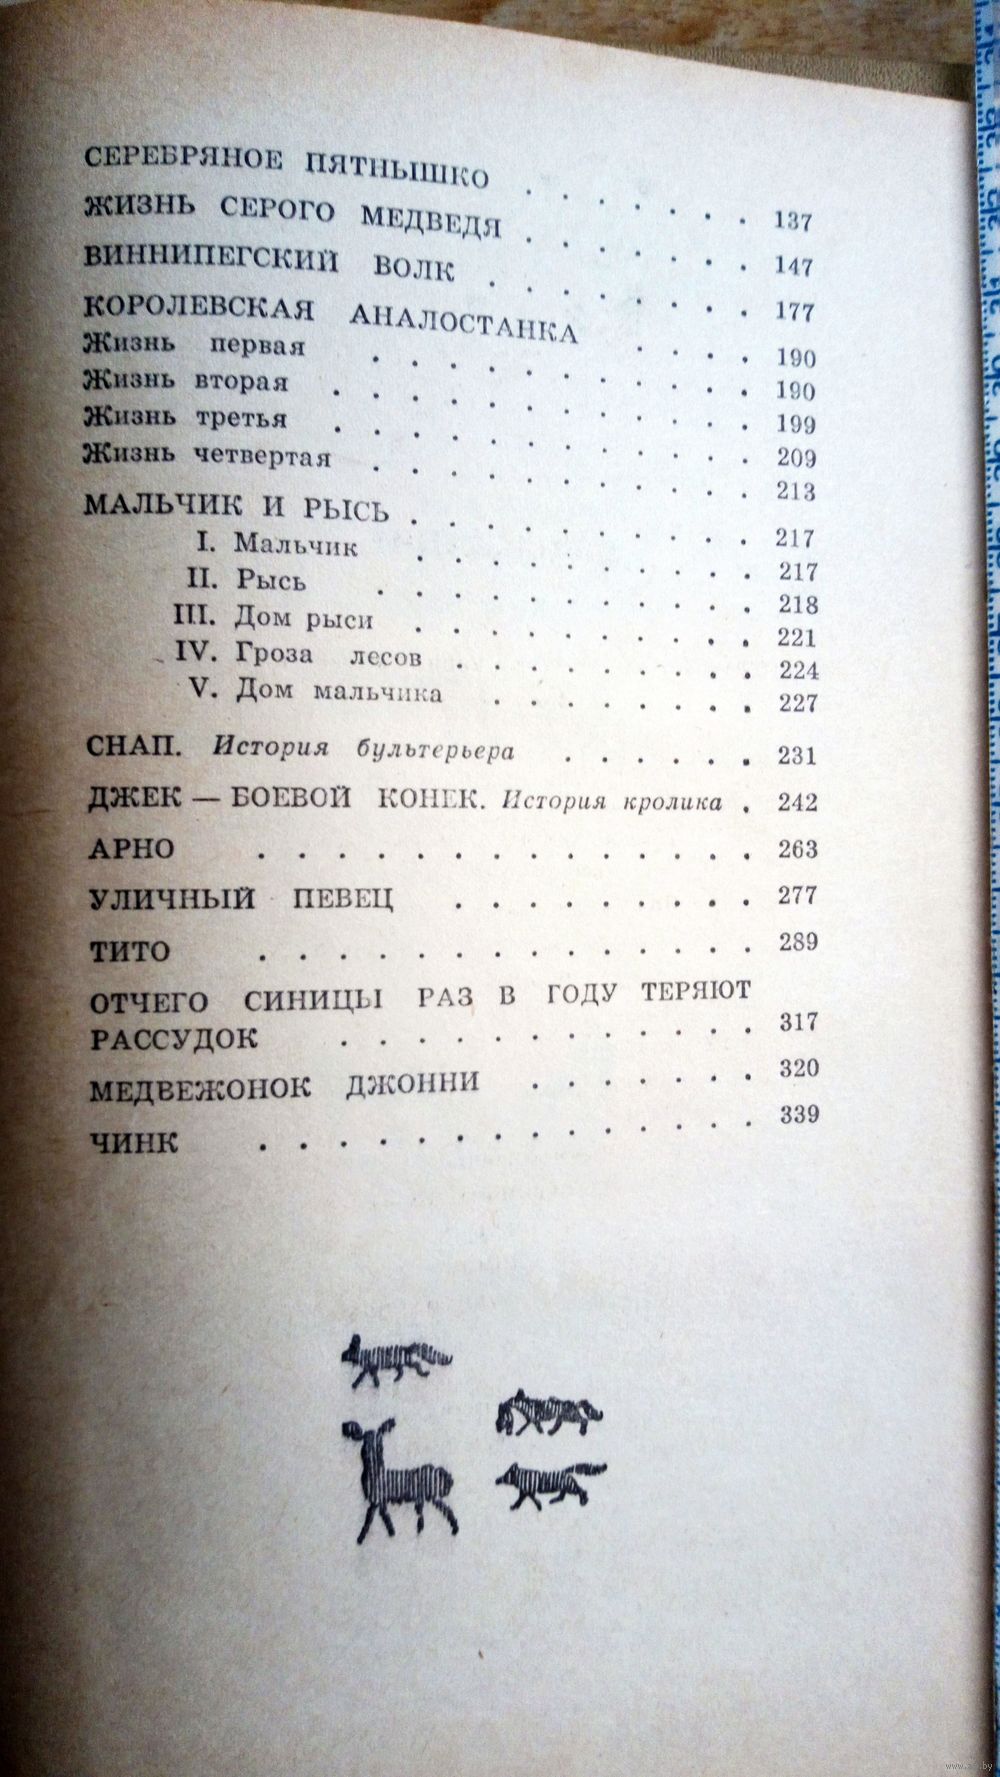 СЕРЕБРЯНОЕ ПЯТНЫШКО . . . . . . 137
ЖИЗНЬ СЕРОГО МЕДВЕДЯ . . . . . . 147
ВИННИПЕГСКИЙ ВОЛК . . . . . . . 177
КОРОЛЕВСКАЯ АНАЛОСТАНКА . . . . 190
Жизнь первая . . . . . . . . . . 190
Жизнь вторая . . . . . . . . . . . 199
Жизнь третья . . . . . . . . . . . 209
Жизнь четвертая . . . . . . . . . . 213
МАЛЬЧИК И РЫСЬ . . . . . . . . . 217
I. Мальчик . . . . . . . . . 217
II. Рысь . . . . . . . . . . 218
III. Дом рыси . . . . . . . . . 221
IV. Гроза лесов . . . . . . . . 224
V. Дом мальчика . . . . . . . 227
СНАП. История бультерьера . . . . . . 231
ДЖЕК — БОЕВОЙ КОНЕК. История кролика . 242
АРНО . . . . . . . . . . . . . 263
УЛИЧНЫЙ ПЕВЕЦ . . . . . . . . 277
ТИТО . . . . . . . . . . . . . 289
ОТЧЕГО СИНИЦЫ РАЗ В ГОДУ ТЕРЯЮТ
РАССУДОК . . . . . . . . . . . 317
МЕДВЕЖОНОК ДЖОННИ . . . . . . 320
ЧИНК . . . . . . . . . . . . . 339